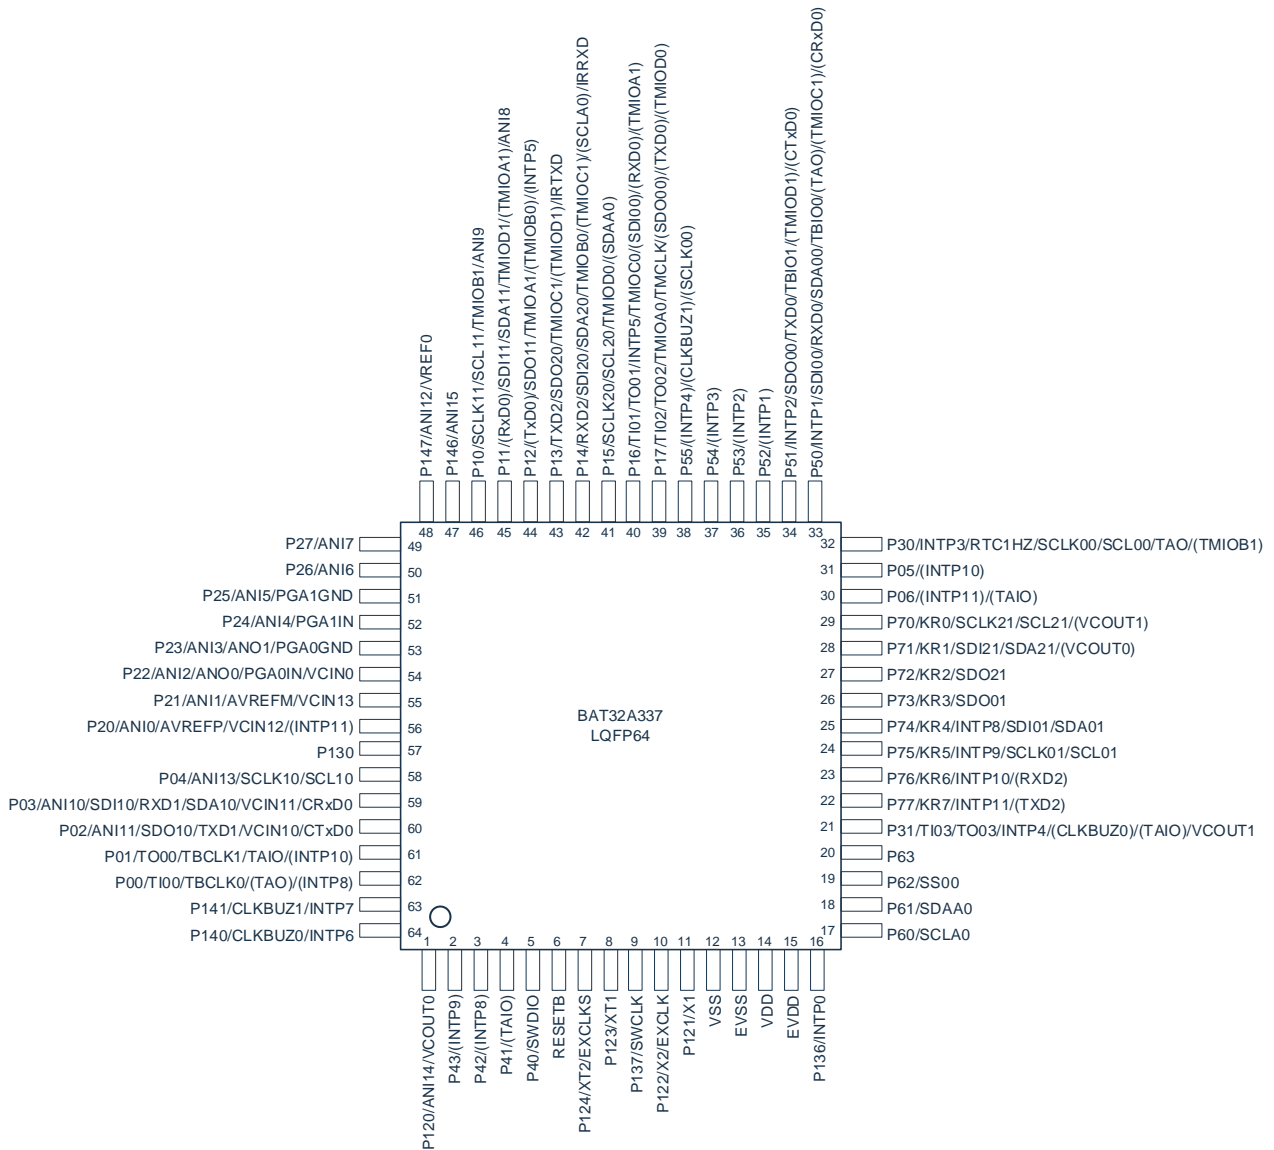 P147/ANI12/VREF0
P146/ANI15
P10/SCLK11/SCL11/TMIOB1/ANI9
P11/(RxD0)/SDI11/SDA11/TMIOD1/(TMIOA1)/ANI8
P12/(TxD0)/SDO11/TMIOA1/(TMIOB0)/(INTP5)
P13/TXD2/SDO20/TMIOC1/(TMIOD1)/IRTXD
P14/RXD2/SDI20/SDA20/TMIOB0/(TMIOC1)/(SCLA0)/IRRXD
P15/SCLK20/SCL20/TMIOD0/(SDAA0)
P16/TI01/TO01/INTP5/TMIOC0/(SDI00)/(RXD0)/(TMIOA1)
P17/TI02/TO02/TMIOA0/TMCLK/(SDO00)/(TXD0)/(TMIOD0)
P55/(INTP4)/(CLKBUZ1)/(SCLK00)
P54/(INTP3)
P53/(INTP2)
P52/(INTP1)
P51/INTP2/SDO00/TXD0/TBIO1/(TMIOD1)/(CTxD0)
P50/INTP1/SDI00/RXD0/SDA00/TBIO0/(TAO)/(TMIOC1)/(CRxD0)
48 47 46 45 44 43 42 41 40 39 38 37 36 35 34 33
P27/ANI7 49
P26/ANI6 50
P25/ANI5/PGA1GND 51
P24/ANI4/PGA1IN 52
P23/ANI3/ANO1/PGA0GND 53
P22/ANI2/ANO0/PGA0IN/VCIN0 54
P21/ANI1/AVREFM/VCIN13 55
P20/ANI0/AVREFP/VCIN12/(INTP11) 56
P130 57
P04/ANI13/SCLK10/SCL10 58
P03/ANI10/SDI10/RXD1/SDA10/VCIN11/CRxD0 59
P02/ANI11/SDO10/TXD1/VCIN10/CTxD0 60
P01/TO00/TBCLK1/TAIO/(INTP10) 61
P00/TI00/TBCLK0/(TAO)/(INTP8) 62
P141/CLKBUZ1/INTP7 63
P140/CLKBUZ0/INTP6 64
BAT32A337
LQFP64
32 P30/INTP3/RTC1HZ/SCLK00/SCL00/TAO/(TMIOB1)
31 P05/(INTP10)
30 P06/(INTP11)/(TAIO)
29 P70/KR0/SCLK21/SCL21/(VCOUT1)
28 P71/KR1/SDI21/SDA21/(VCOUT0)
27 P72/KR2/SDO21
26 P73/KR3/SDO01
25 P74/KR4/INTP8/SDI01/SDA01
24 P75/KR5/INTP9/SCLK01/SCL01
23 P76/KR6/INTP10/(RXD2)
22 P77/KR7/INTP11/(TXD2)
21 P31/TI03/TO03/INTP4/(CLKBUZ0)/(TAIO)/VCOUT1
20 P63
19 P62/SS00
18 P61/SDAA0
17 P60/SCLA0
1 2 3 4 5 6 7 8 9 10 11 12 13 14 15 16
P120/ANI14/VCOUT0
P43/(INTP9)
P42/(INTP8)
P41/(TAIO)
P40/SWDIO
RESETB
P124/XT2/EXCLKS
P123/XT1
P137/SWCLK
P122/X2/EXCLK
P121/X1
VSS
EVSS
VDD
EVDD
P136/INTP0